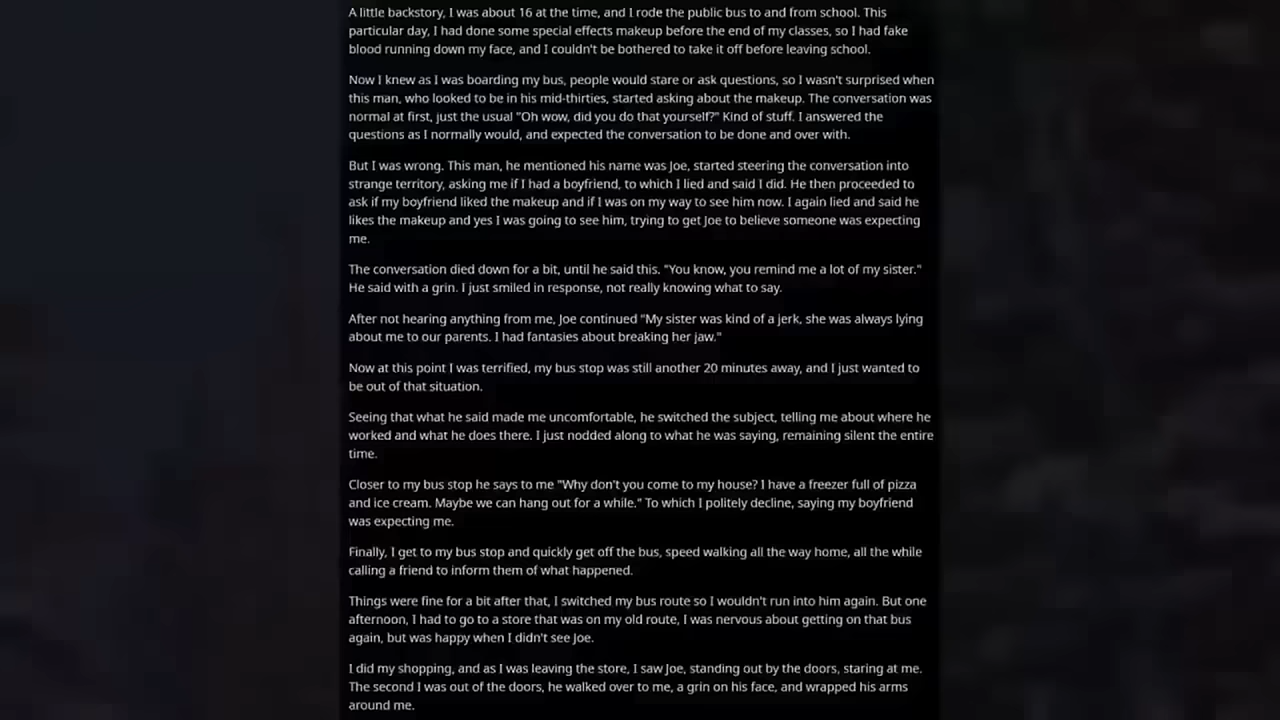 A little backstory, I was about 16 at the time, and I rode the public bus to and from school. This
particular day, I had done some special effects makeup before the end of my classes, so I had fake
blood running down my face, and I couldn't be bothered to take it off before leaving school.
Now I knew as I was boarding my bus, people would stare or ask questions, so I wasn't surprised when
this man, who looked to be in his mid-thirties, started asking about the makeup. The conversation was
normal at first, just the usual "Oh wow, did you do that yourself?" Kind of stuff. I answered the
questions as I normally would, and expected the conversation to be done and over with.
But I was wrong. This man, he mentioned his name was Joe, started steering the conversation into
strange territory, asking me if I had a boyfriend, to which I lied and said I did. He then proceeded to
ask if my boyfriend liked the makeup and if I was on my way to see him now. I again lied and said he
likes the makeup and yes I was going to see him, trying to get Joe to believe someone was expecting
me.
The conversation died down for a bit, until he said this. "You know, you remind me a lot of my sister."
He said with a grin. I just smiled in response, not really knowing what to say.
After not hearing anything from me, Joe continued "My sister was kind of a jerk, she was always lying
about me to our parents. I had fantasies about breaking her jaw."
Now at this point I was terrified, my bus stop was still another 20 minutes away, and I just wanted to
be out of that situation.
Seeing that what he said made me uncomfortable, he switched the subject, telling me about where he
worked and what he does there. I just nodded along to what he was saying, remaining silent the entire
time.
Closer to my bus stop he says to me "Why don't you come to my house? I have a freezer full of pizza
and ice cream. Maybe we can hang out for a while." To which I politely decline, saying my boyfriend
was expecting me.
Finally, I get to my bus stop and quickly get off the bus, speed walking all the way home, all the while
calling a friend to inform them of what happened.
Things were fine for a bit after that, I switched my bus route so I wouldn't run into him again. But one
afternoon, I had to go to a store that was on my old route, I was nervous about getting on that bus
again, but was happy when I didn't see Joe.
I did my shopping, and as I was leaving the store, I saw Joe, standing out by the doors, staring at me.
The second I was out of the doors, he walked over to me, a grin on his face, and wrapped his arms
around me.